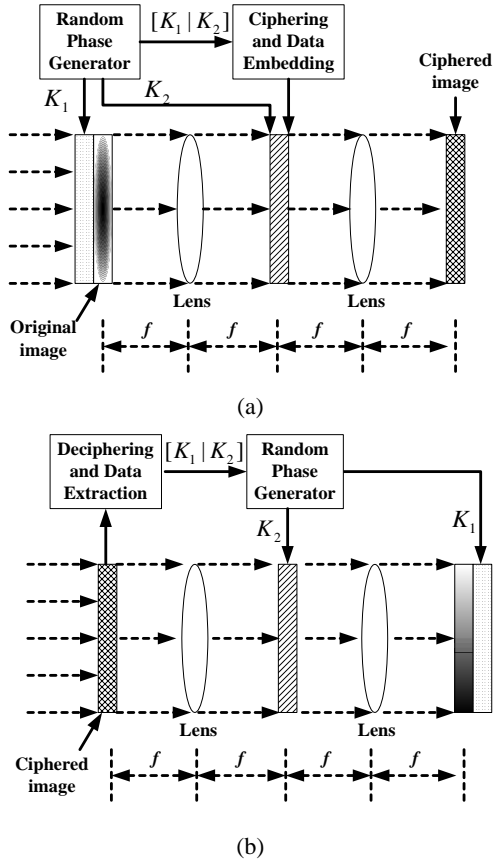 Random
Phase
Generator
[K₁ | K₂]
Ciphering
and Data
Embedding
K₁
K₂
Ciphered
image
Lens
Lens
Original
image
f
f
f
f
(a)
Deciphering
and Data
Extraction
[K₁ | K₂]
Random
Phase
Generator
K₂
K₁
Lens
Lens
Ciphered
image
f
f
f
f
(b)